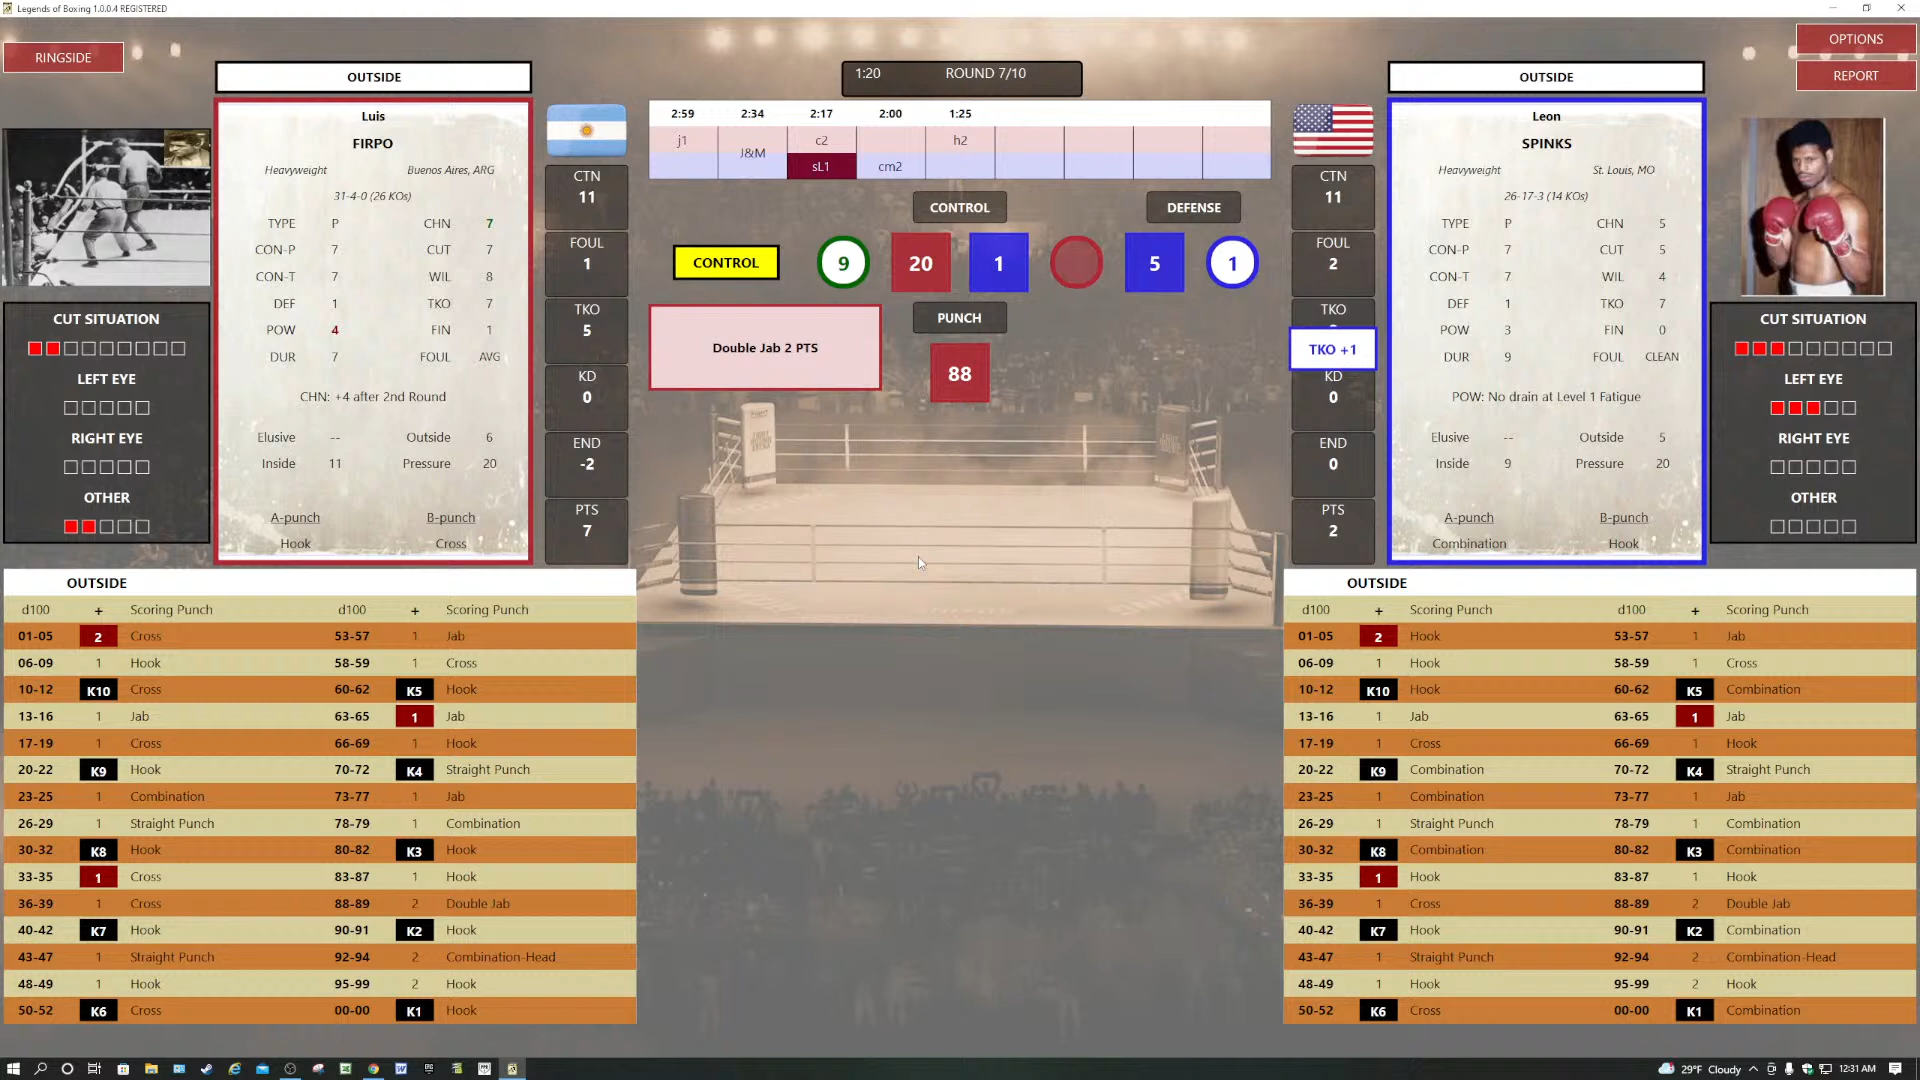 Legends of Boxing 1.0.0.4 REGISTERED
RINGSIDE
OPTIONS
REPORT
OUTSIDE
1:20 ROUND 7/10
OUTSIDE
Luis
FIRPO
Heavyweight Buenos Aires, ARG
31-4-0 (26 KOs)
TYPE P CHN 7
CON-P 7 CUT 7
CON-T 7 WIL 8
DEF 1 TKO 7
POW 4 FIN 1
DUR 7 FOUL AVG
CHN: +4 after 2nd Round
Elusive -- Outside 6
Inside 11 Pressure 20
A-punch B-punch
Hook Cross
CUT SITUATION
LEFT EYE
RIGHT EYE
OTHER
CTN
11
FOUL
1
TKO
5
KD
0
END
-2
PTS
7
2:59 2:34 2:17 2:00 1:25
j1 J&M c2 h2
sL1 cm2
CONTROL DEFENSE
CONTROL 9 20 1 5 1
PUNCH
Double Jab 2 PTS
88
CTN
11
FOUL
2
TKO
TKO +1
KD
0
END
0
PTS
2
Leon
SPINKS
Heavyweight St. Louis, MO
26-17-3 (14 KOs)
TYPE P CHN 5
CON-P 7 CUT 5
CON-T 7 WIL 4
DEF 1 TKO 7
POW 3 FIN 0
DUR 9 FOUL CLEAN
POW: No drain at Level 1 Fatigue
Elusive -- Outside 5
Inside 9 Pressure 20
A-punch B-punch
Combination Hook
CUT SITUATION
LEFT EYE
RIGHT EYE
OTHER
OUTSIDE
d100 + Scoring Punch d100 + Scoring Punch
01-05 2 Cross 53-57 1 Jab
06-09 1 Hook 58-59 1 Cross
10-12 K10 Cross 60-62 K5 Hook
13-16 1 Jab 63-65 1 Jab
17-19 1 Cross 66-69 1 Hook
20-22 K9 Hook 70-72 K4 Straight Punch
23-25 1 Combination 73-77 1 Jab
26-29 1 Straight Punch 78-79 1 Combination
30-32 K8 Hook 80-82 K3 Hook
33-35 1 Cross 83-87 1 Hook
36-39 1 Cross 88-89 2 Double Jab
40-42 K7 Hook 90-91 K2 Hook
43-47 1 Straight Punch 92-94 2 Combination-Head
48-49 1 Hook 95-99 2 Hook
50-52 K6 Cross 00-00 K1 Hook
OUTSIDE
d100 + Scoring Punch d100 + Scoring Punch
01-05 2 Hook 53-57 1 Jab
06-09 1 Hook 58-59 1 Cross
10-12 K10 Hook 60-62 K5 Combination
13-16 1 Jab 63-65 1 Jab
17-19 1 Cross 66-69 1 Hook
20-22 K9 Combination 70-72 K4 Straight Punch
23-25 1 Combination 73-77 1 Jab
26-29 1 Straight Punch 78-79 1 Combination
30-32 K8 Combination 80-82 K3 Combination
33-35 1 Hook 83-87 1 Hook
36-39 1 Cross 88-89 2 Double Jab
40-42 K7 Hook 90-91 K2 Combination
43-47 1 Straight Punch 92-94 2 Combination-Head
48-49 1 Hook 95-99 2 Hook
50-52 K6 Cross 00-00 K1 Combination
29°F Cloudy 12:31 AM